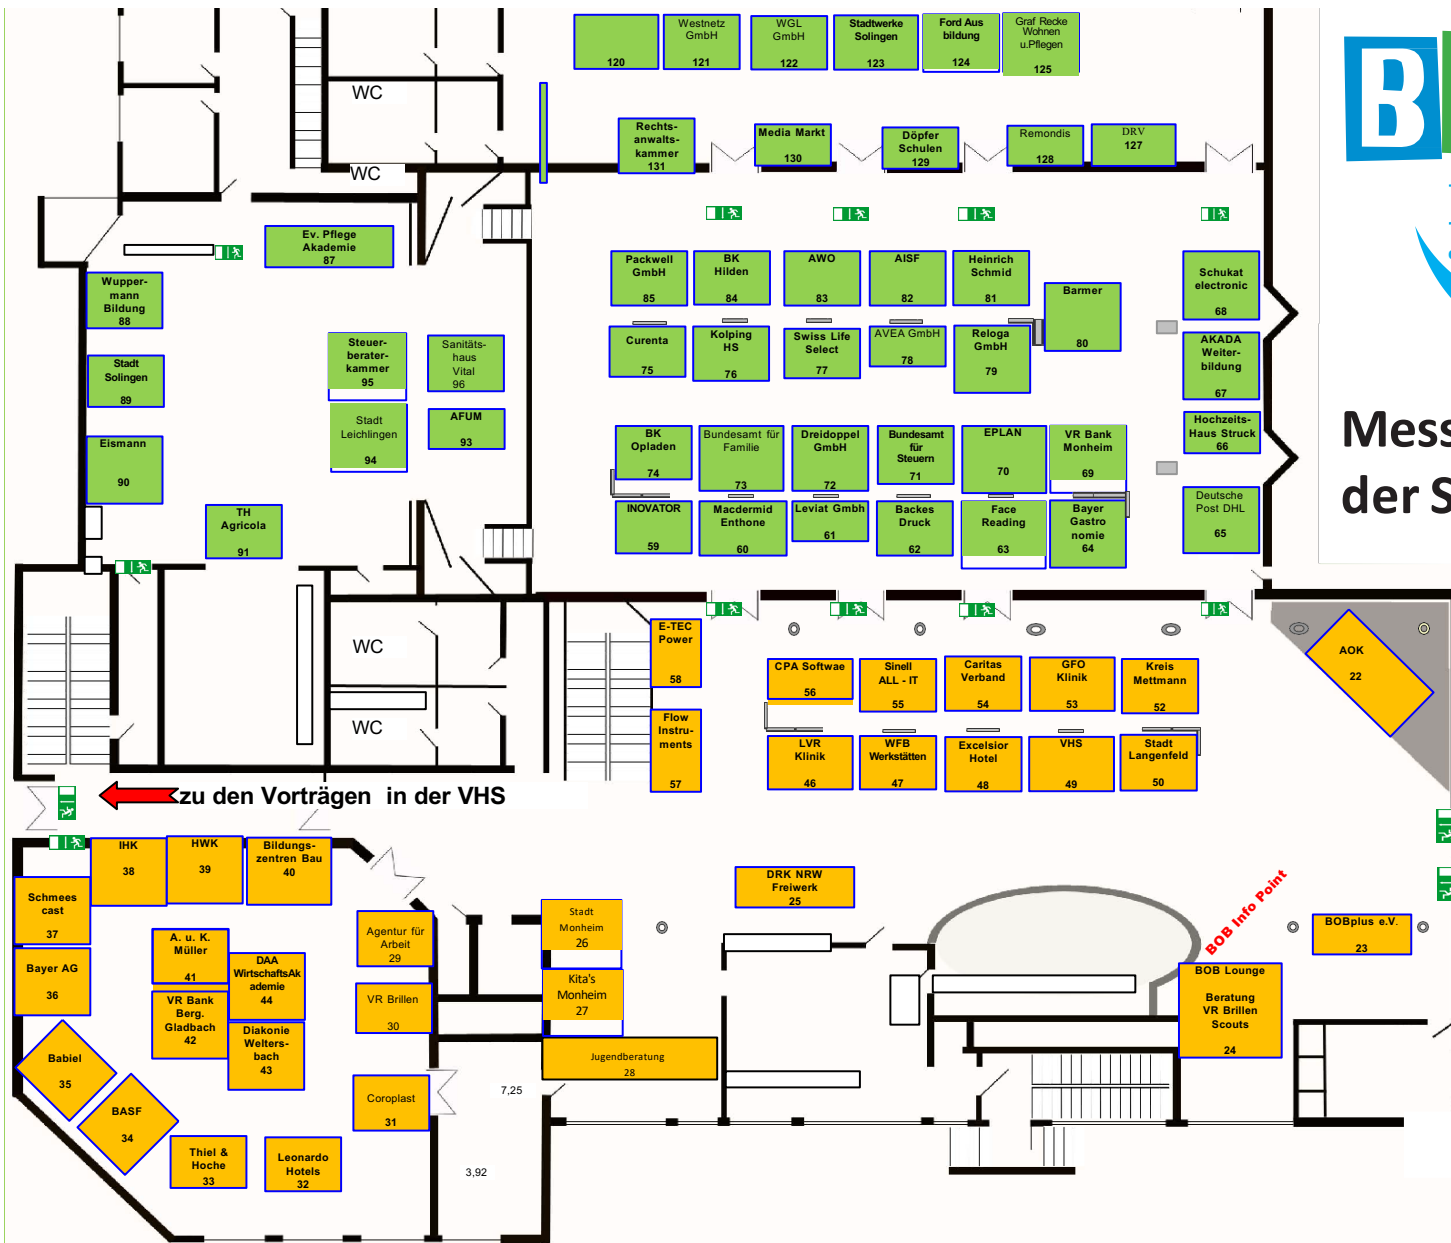 120
Westnetz
GmbH
121
WGL
GmbH
122
Stadtwerke
Solingen
123
Ford Aus
bildung
124
Graf Recke
Wohnen
u.Pflegen
125
B
WC
WC
Rechts-
anwalts-
kammer
131
Media Markt
130
Döpfer
Schulen
129
Remondis
128
DRV
127
Ev. Pflege
Akademie
87
Wupper-
mann
Bildung
88
Stadt
Solingen
89
Eismann
90
TH
Agricola
91
Steuer-
berater-
kammer
95
Sanitäts-
haus
Vital
96
Stadt
Leichlingen
94
AFUM
93
Packwell
GmbH
85
BK
Hilden
84
AWO
83
AISF
82
Heinrich
Schmid
81
Barmer
80
Schukat
electronic
68
Curenta
75
Kolping
HS
76
Swiss Life
Select
77
AVEA GmbH
78
Reloga
GmbH
79
AKADA
Weiter-
bildung
67
Hochzeits-
Haus Struck
66
Deutsche
Post DHL
65
BK
Opladen
74
Bundesamt für
Familie
73
Dreidoppel
GmbH
72
Bundesamt
für
Steuern
71
EPLAN
70
VR Bank
Monheim
69
INOVATOR
59
Macdermid
Enthone
60
Leviat Gmbh
61
Backes
Druck
62
Face
Reading
63
Bayer
Gastro
nomie
64
Mess
der S
WC
WC
E-TEC
Power
58
Flow
Instru-
ments
57
CPA Softwae
56
Sinell
ALL - IT
55
Caritas
Verband
54
GFO
Klinik
53
Kreis
Mettmann
52
AOK
22
LVR
Klinik
46
WFB
Werkstätten
47
Excelsior
Hotel
48
VHS
49
Stadt
Langenfeld
50
zu den Vorträgen in der VHS
IHK
38
HWK
39
Bildungs-
zentren Bau
40
Schmees
cast
37
Bayer AG
36
Babiel
35
BASF
34
Thiel &
Hoche
33
Leonardo
Hotels
32
A. u. K.
Müller
41
VR Bank
Berg.
Gladbach
42
DAA
WirtschaftsAk
ademie
44
Diakonie
Welters-
bach
43
Agentur für
Arbeit
29
VR Brillen
30
Coroplast
31
Stadt
Monheim
26
Kita's
Monheim
27
Jugendberatung
28
7,25
3,92
DRK NRW
Freiwerk
25
BOB Info Point
BOBplus e.V.
23
BOB Lounge
Beratung
VR Brillen
Scouts
24